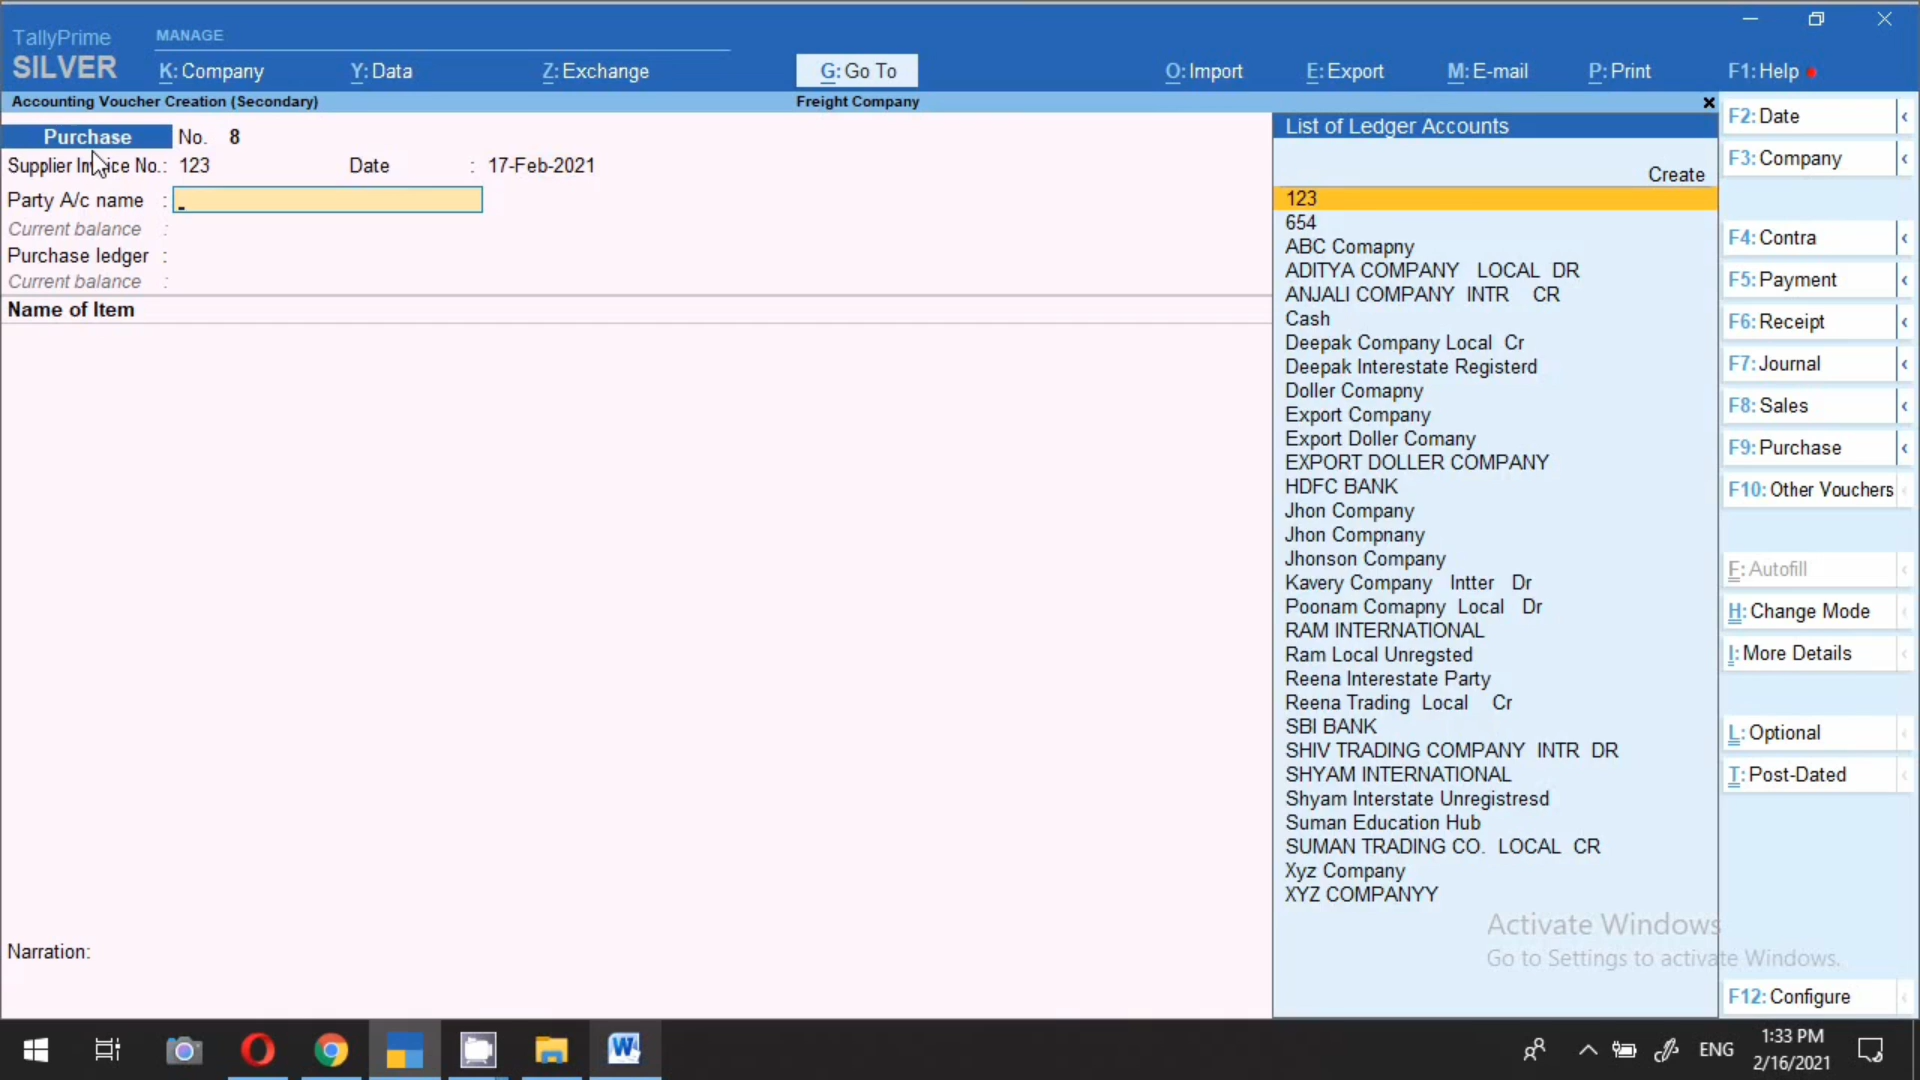 TallyPrime
SILVER
MANAGE
K: Company
Y: Data
Z: Exchange
G: Go To
O: Import
E: Export
M: E-mail
P: Print
F1: Help
Accounting Voucher Creation (Secondary)
Freight Company
Purchase No. 8
Supplier Invoice No.: 123 Date : 17-Feb-2021
Party A/c name :
Current balance :
Purchase ledger :
Current balance :
Name of Item
Narration:
List of Ledger Accounts
Create
123
654
ABC Comapny
ADITYA COMPANY LOCAL DR
ANJALI COMPANY INTR CR
Cash
Deepak Company Local Cr
Deepak Interestate Registerd
Doller Comapny
Export Company
Export Doller Comany
EXPORT DOLLER COMPANY
HDFC BANK
Jhon Company
Jhon Compnany
Jhonson Company
Kavery Company Intter Dr
Poonam Comapny Local Dr
RAM INTERNATIONAL
Ram Local Unregsted
Reena Interestate Party
Reena Trading Local Cr
SBI BANK
SHIV TRADING COMPANY INTR DR
SHYAM INTERNATIONAL
Shyam Interstate Unregistresd
Suman Education Hub
SUMAN TRADING CO. LOCAL CR
Xyz Company
XYZ COMPANYY
F2: Date
F3: Company
F4: Contra
F5: Payment
F6: Receipt
F7: Journal
F8: Sales
F9: Purchase
F10: Other Vouchers
F: Autofill
H: Change Mode
I: More Details
L: Optional
T: Post-Dated
F12: Configure
Activate Windows
Go to Settings to activate Windows.
ENG
1:33 PM
2/16/2021